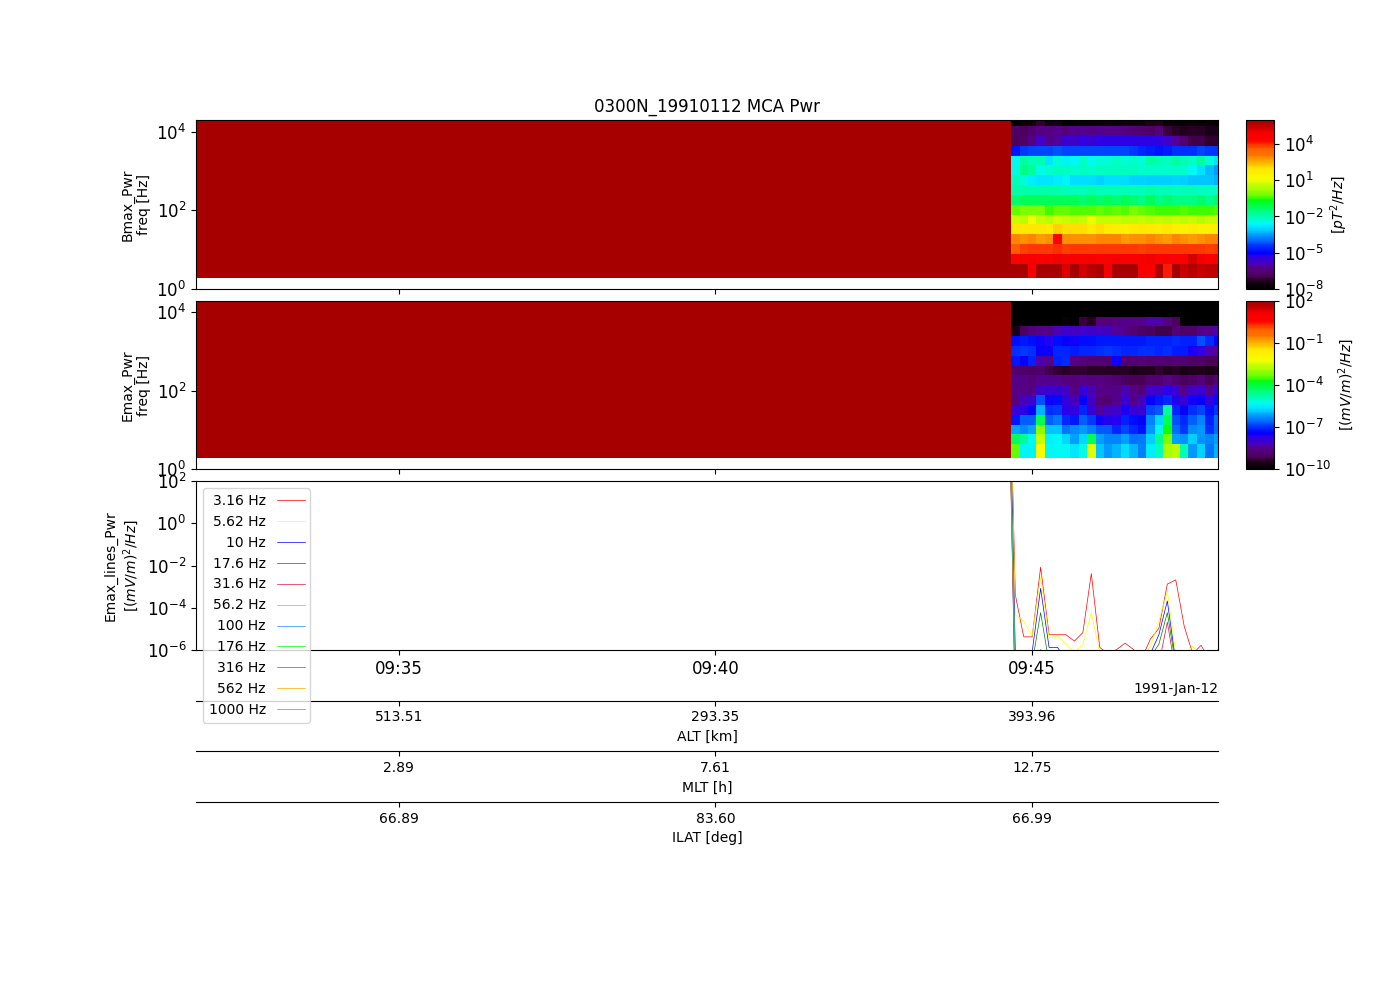 0300N_19910112 MCA Pwr
Bmax_Pwr
freq [Hz]
10^4
10^2
10^0
10^4
10^1
10^-2
10^-5
10^-8
[pT^2/Hz]
Emax_Pwr
freq [Hz]
10^4
10^2
10^0
10^2
10^-1
10^-4
10^-7
10^-10
[(mV/m)^2/Hz]
Emax_lines_Pwr
[(mV/m)^2/Hz]
10^2
10^0
10^-2
10^-4
10^-6
3.16 Hz
5.62 Hz
10 Hz
17.6 Hz
31.6 Hz
56.2 Hz
100 Hz
176 Hz
316 Hz
562 Hz
1000 Hz
09:35 09:40 09:45
1991-Jan-12
513.51 293.35 393.96
ALT [km]
2.89 7.61 12.75
MLT [h]
66.89 83.60 66.99
ILAT [deg]